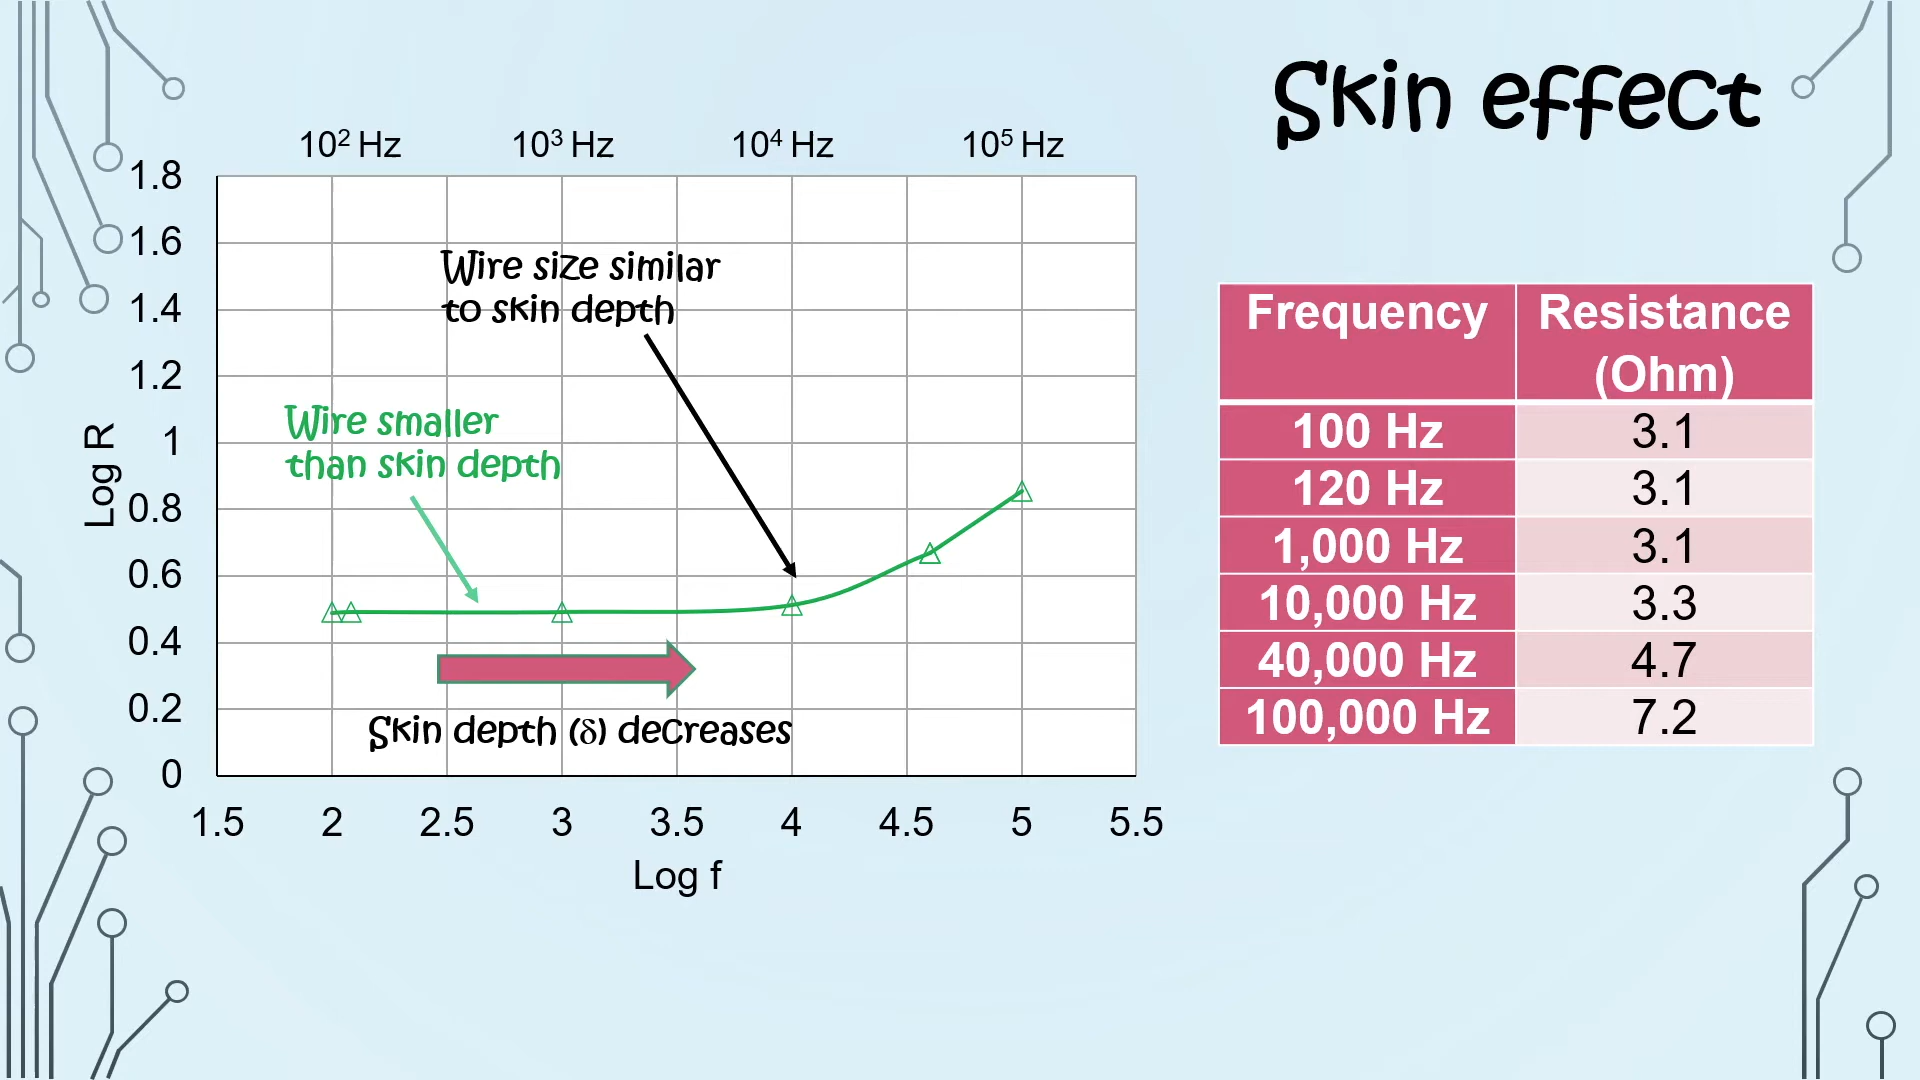 Skin effect
10² Hz 10³ Hz 10⁴ Hz 10⁵ Hz
1.8
1.6
1.4
1.2
1
0.8
0.6
0.4
0.2
0
Log R
Wire size similar
to skin depth
Wire smaller
than skin depth
Skin depth (δ) decreases
1.5 2 2.5 3 3.5 4 4.5 5 5.5
Log f
Frequency Resistance
(Ohm)
100 Hz 3.1
120 Hz 3.1
1,000 Hz 3.1
10,000 Hz 3.3
40,000 Hz 4.7
100,000 Hz 7.2